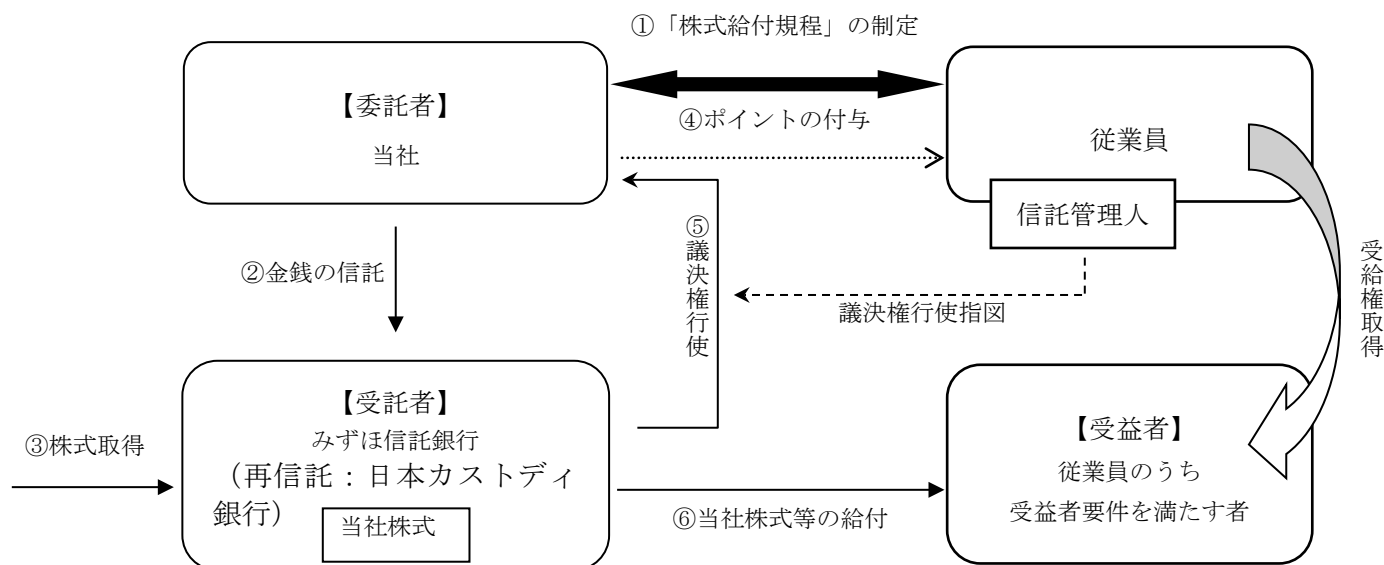 ①「株式給付規程」の制定
【委託者】
当社
④ポイントの付与
従業員
信託管理人
②金銭の信託
⑤議決権行使
議決権行使指図
受給権取得
③株式取得
【受託者】
みずほ信託銀行
（再信託：日本カストディ
銀行）
当社株式
⑥当社株式等の給付
【受益者】
従業員のうち
受益者要件を満たす者